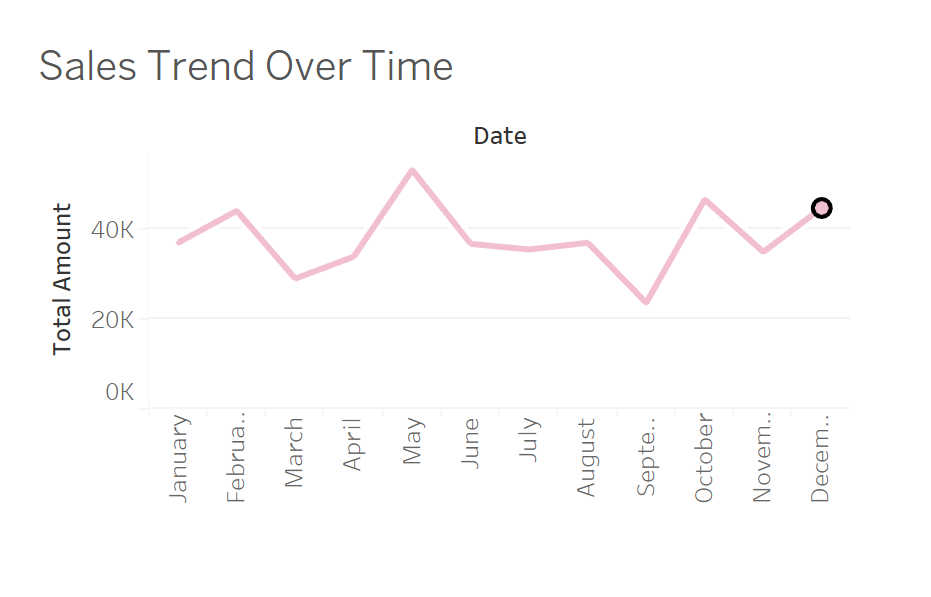 Sales Trend Over Time
Date
Total Amount
40K
20K
0K
January
Februa..
March
April
May
June
July
August
Septe..
October
Novem..
Decem..